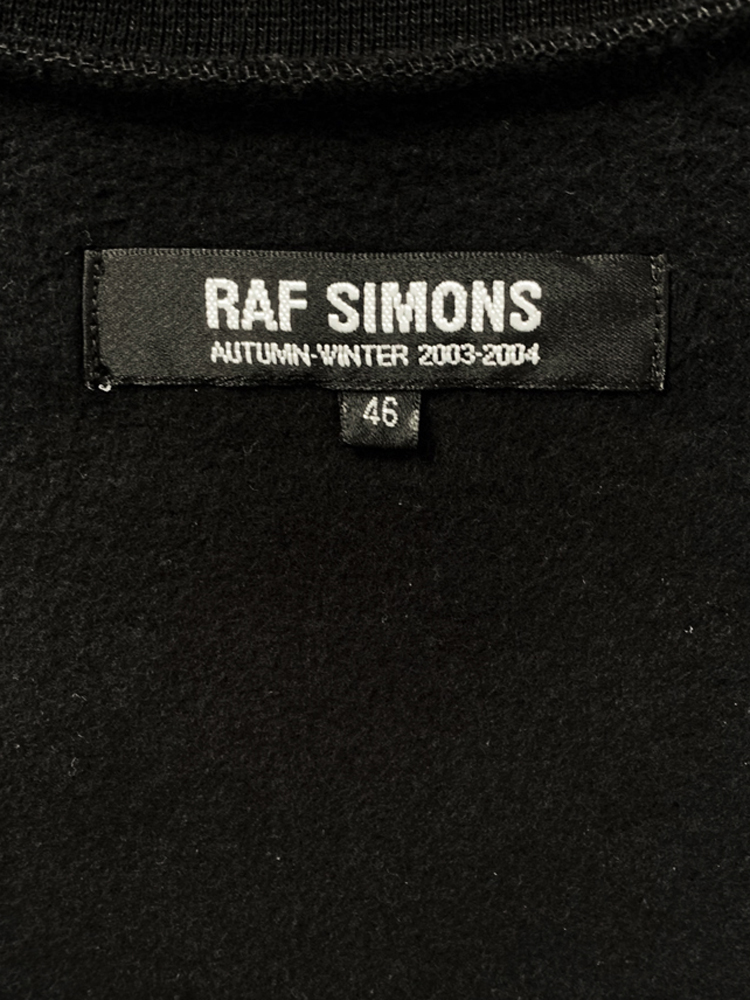 RAF SIMONS
AUTUMN-WINTER 2003-2004
46